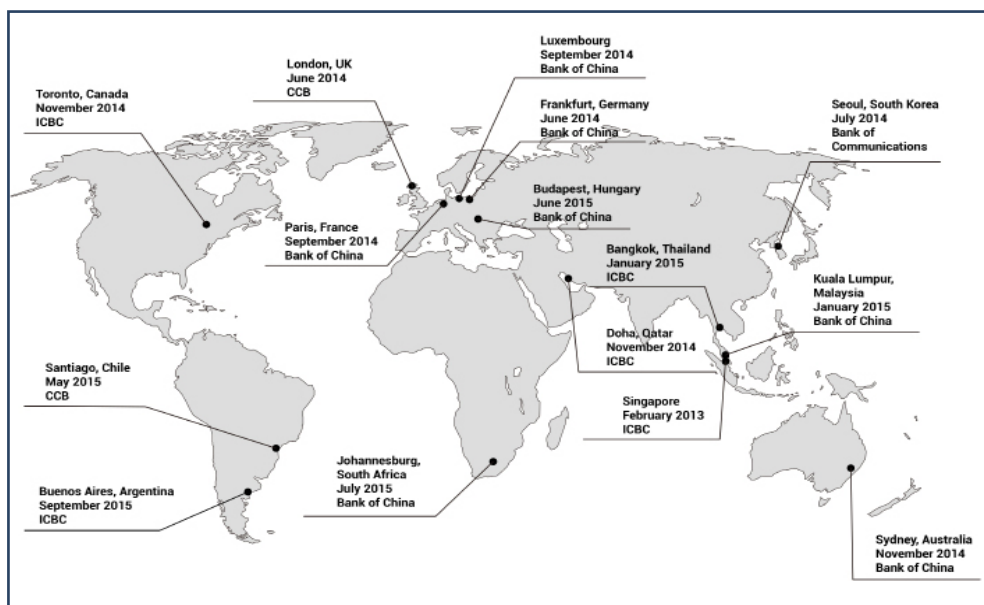 Luxembourg
September 2014
Bank of China
London, UK
June 2014
CCB
Toronto, Canada
November 2014
ICBC
Frankfurt, Germany
June 2014
Bank of China
Seoul, South Korea
July 2014
Bank of
Communications
Budapest, Hungary
June 2015
Bank of China
Paris, France
September 2014
Bank of China
Bangkok, Thailand
January 2015
ICBC
Kuala Lumpur,
Malaysia
January 2015
Bank of China
Doha, Qatar
November 2014
ICBC
Santiago, Chile
May 2015
CCB
Singapore
February 2013
ICBC
Johannesburg,
South Africa
July 2015
Bank of China
Buenos Aires, Argentina
September 2015
ICBC
Sydney, Australia
November 2014
Bank of China